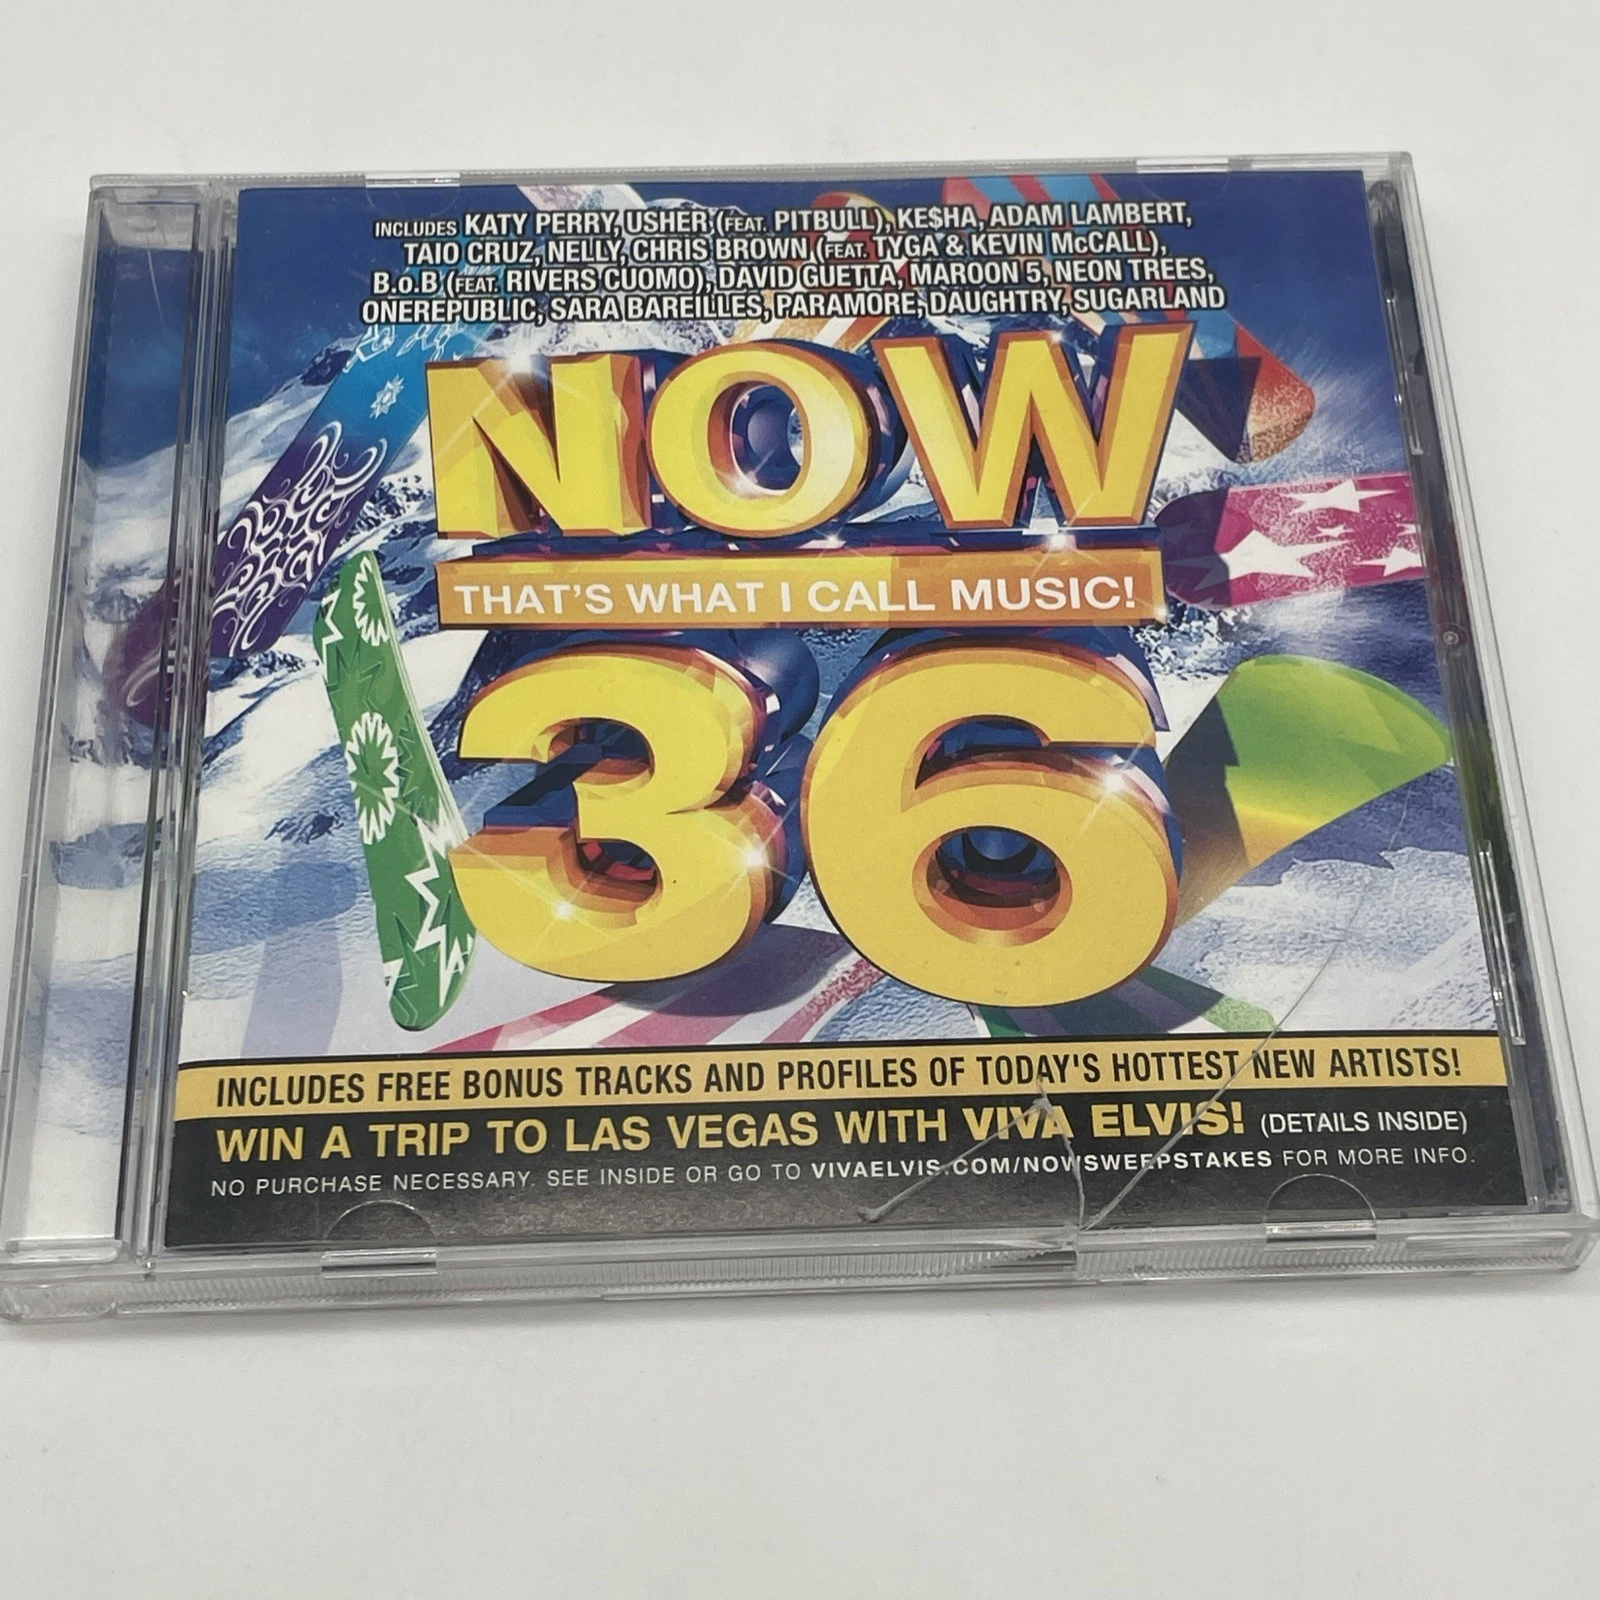 INCLUDES KATY PERRY, USHER (FEAT. PITBULL), KE$HA, ADAM LAMBERT,
TAIO CRUZ, NELLY, CHRIS BROWN (FEAT. TYGA & KEVIN McCALL),
B.o.B (FEAT. RIVERS CUOMO), DAVID GUETTA, MAROON 5, NEON TREES,
ONEREPUBLIC, SARA BAREILLES, PARAMORE, DAUGHTRY, SUGARLAND
NOW
THAT'S WHAT I CALL MUSIC!
36
INCLUDES FREE BONUS TRACKS AND PROFILES OF TODAY'S HOTTEST NEW ARTISTS!
WIN A TRIP TO LAS VEGAS WITH VIVA ELVIS! (DETAILS INSIDE)
NO PURCHASE NECESSARY. SEE INSIDE OR GO TO VIVAELVIS.COM/NOWSWEEPSTAKES FOR MORE INFO.